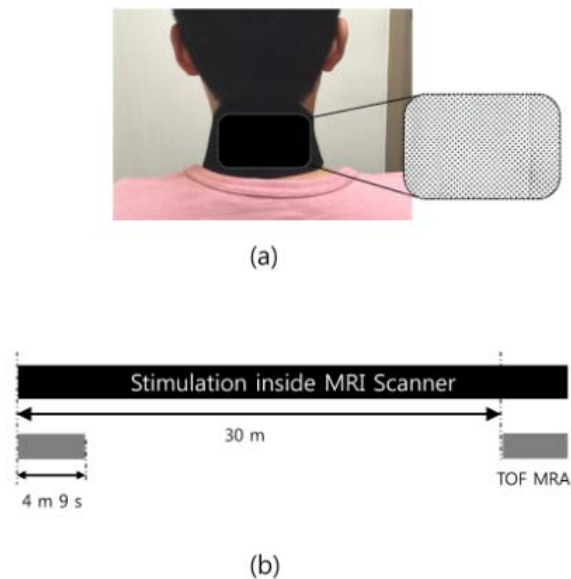 (a)
Stimulation inside MRI Scanner
30 m
TOF MRA
4 m 9 s
(b)